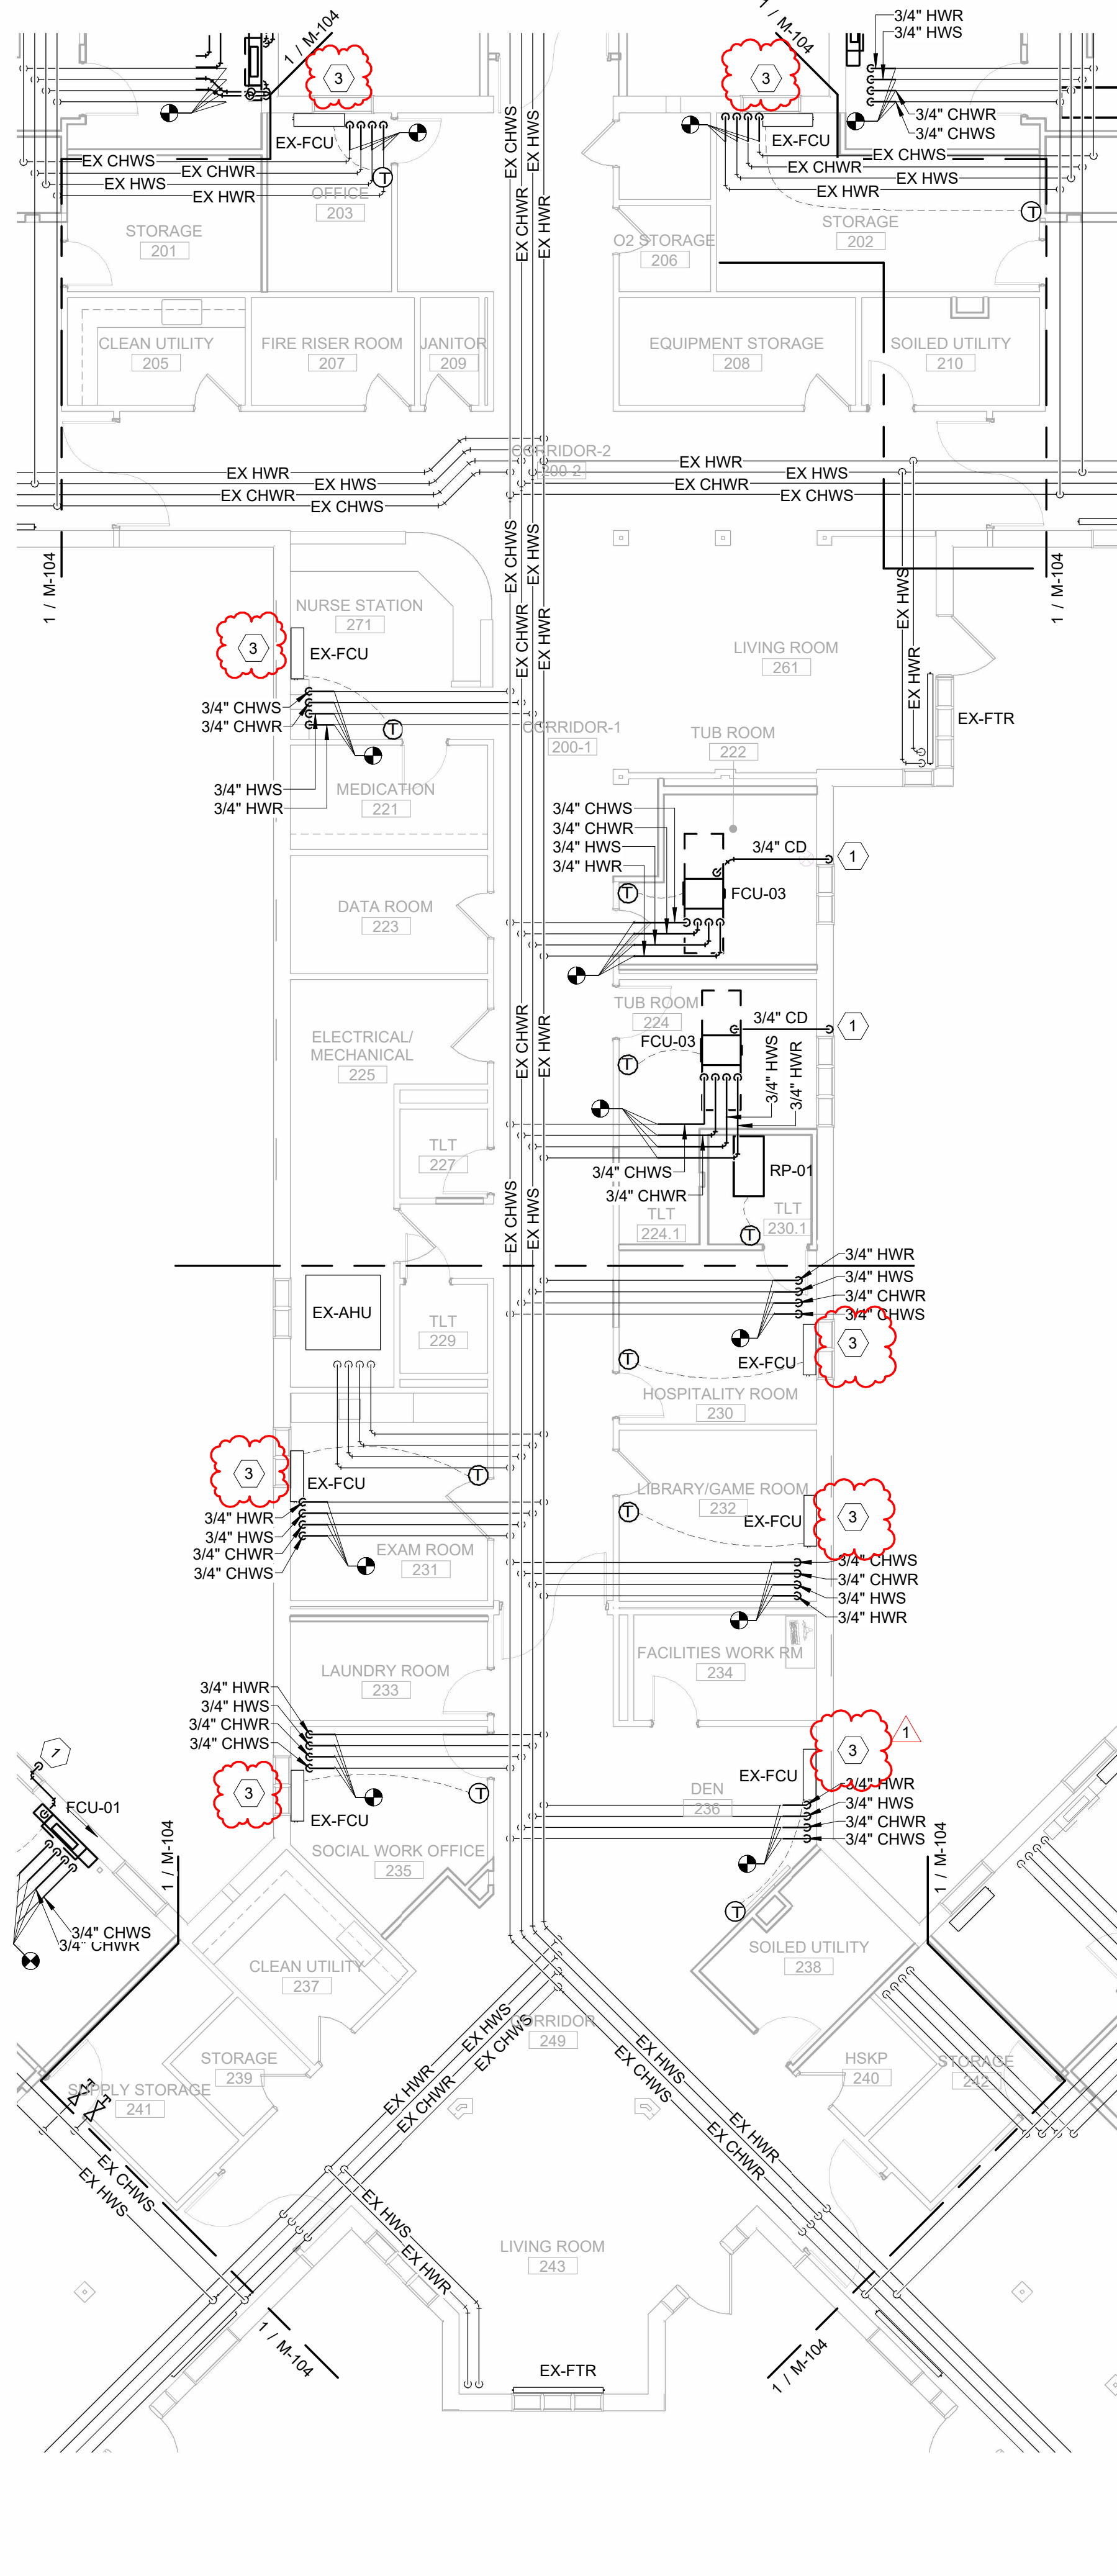 3/4" HWR
3/4" HWS
1 / M-104
3
1 / M-104
3
3/4" CHWR
3/4" CHWS
EX-FCU
EX-FCU
EX CHWS
EX HWS
EX CHWR
EX HWR
EX CHWS
EX CHWR
EX HWS
EX HWR
T
EX CHWS
EX CHWR
EX HWS
EX HWR
T
OFFICE
203
STORAGE
201
O2 STORAGE
206
STORAGE
202
CLEAN UTILITY
205
FIRE RISER ROOM
207
JANITOR
209
EQUIPMENT STORAGE
208
SOILED UTILITY
210
CORRIDOR-2
200-2
EX HWR
EX HWS
EX CHWR
EX CHWS
EX HWR
EX HWS
EX CHWR
EX CHWS
1 / M-104
EX CHWS
EX HWS
EX CHWR
EX HWR
EX HWS
EX HWR
1 / M-104
NURSE STATION
271
3
EX-FCU
LIVING ROOM
261
3/4" CHWS
3/4" CHWR
T
CORRIDOR-1
200-1
TUB ROOM
222
EX-FTR
3/4" HWS
3/4" HWR
MEDICATION
221
3/4" CHWS
3/4" CHWR
3/4" HWS
3/4" HWR
3/4" CD
1
T
FCU-03
DATA ROOM
223
TUB ROOM
224
3/4" CD
1
FCU-03
T
3/4" HWS
3/4" HWR
EX CHWR
EX HWR
ELECTRICAL/
MECHANICAL
225
TLT
227
3/4" CHWS
3/4" CHWR
RP-01
TLT
224.1
TLT
230.1
T
EX CHWS
EX HWS
3/4" HWR
3/4" HWS
3/4" CHWR
3/4" CHWS
EX-AHU
TLT
229
3
EX-FCU
T
HOSPITALITY ROOM
230
3
EX-FCU
T
3/4" HWR
3/4" HWS
3/4" CHWR
3/4" CHWS
EXAM ROOM
231
LIBRARY/GAME ROOM
232
T
EX-FCU
3
3/4" CHWS
3/4" CHWR
3/4" HWS
3/4" HWR
LAUNDRY ROOM
233
FACILITIES WORK RM
234
3/4" HWR
3/4" HWS
3/4" CHWR
3/4" CHWS
3
EX-FCU
T
1
3
EX-FCU
DEN
236
3/4" HWR
3/4" HWS
3/4" CHWR
3/4" CHWS
T
1
FCU-01
1 / M-104
SOCIAL WORK OFFICE
235
1 / M-104
3/4" CHWS
3/4" CHWR
CLEAN UTILITY
237
SOILED UTILITY
238
CORRIDOR
249
EX HWS
EX CHWS
EX HWR
EX CHWR
EX HWS
EX CHWS
EX HWR
EX CHWR
STORAGE
239
SUPPLY STORAGE
241
HSKP
240
STORAGE
242
EX CHWS
EX HWS
EX HWS
EX HWR
LIVING ROOM
243
1 / M-104
1 / M-104
EX-FTR